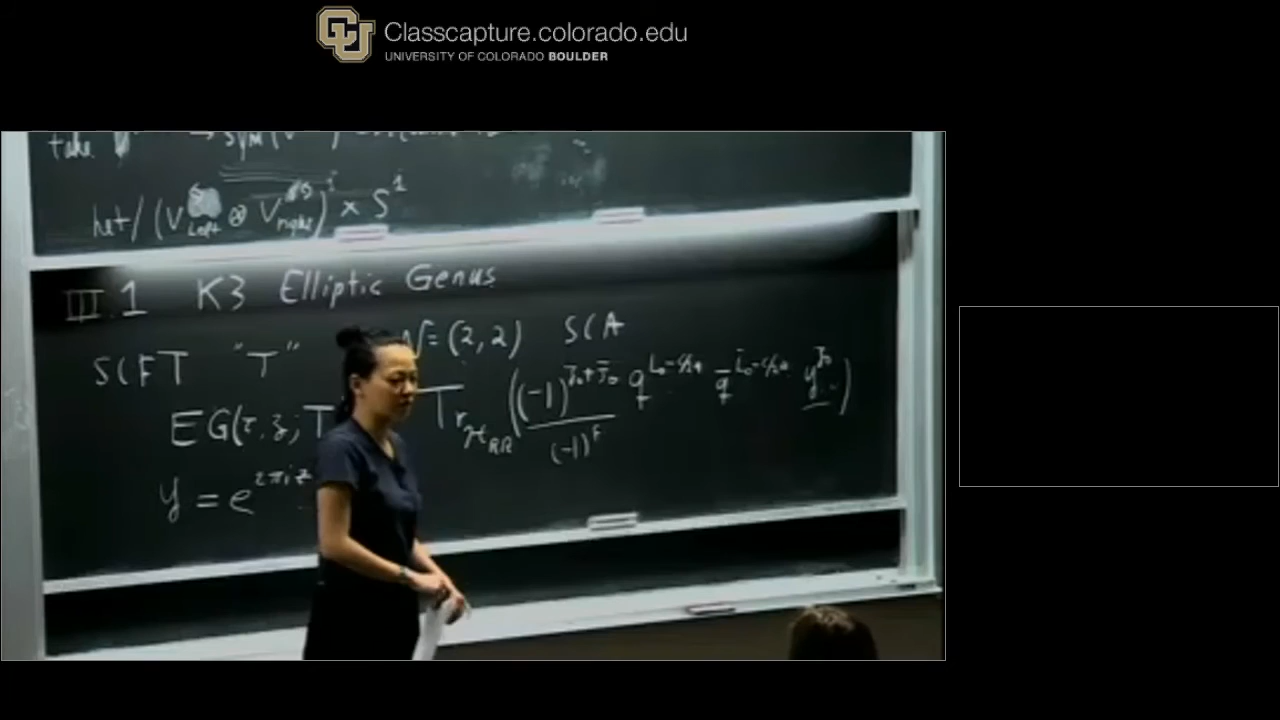 Classcapture.colorado.edu
UNIVERSITY OF COLORADO BOULDER
take
het/ (V Left ⊗ V right)^i × S^1
III.1 K3 Elliptic Genus
SCFT "T" N=(2,2) SCA
EG(τ,z;T Tr_{H_RR}((-1)^{J₀+J̄₀} q^{L₀-c/24} q̄^{L̄₀-c/24} y^{J₀})
(-1)^F
y = e^{2πiz